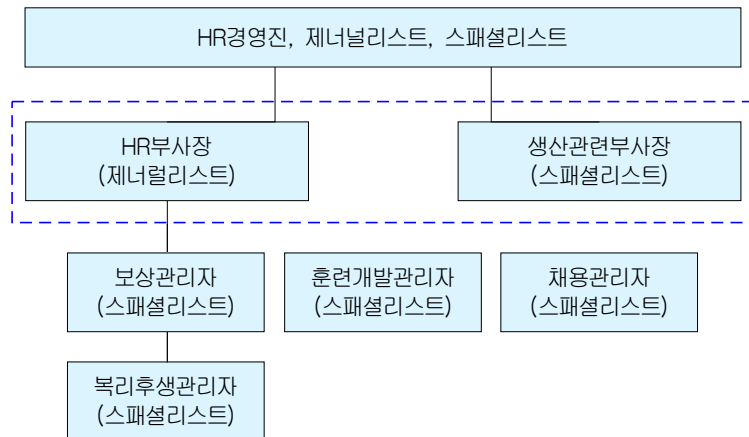 HR경영진, 제너널리스트, 스패셜리스트
HR부사장
(제너럴리스트)
생산관련부사장
(스패셜리스트)
보상관리자
(스패셜리스트)
훈련개발관리자
(스패셜리스트)
채용관리자
(스패셜리스트)
복리후생관리자
(스패셜리스트)